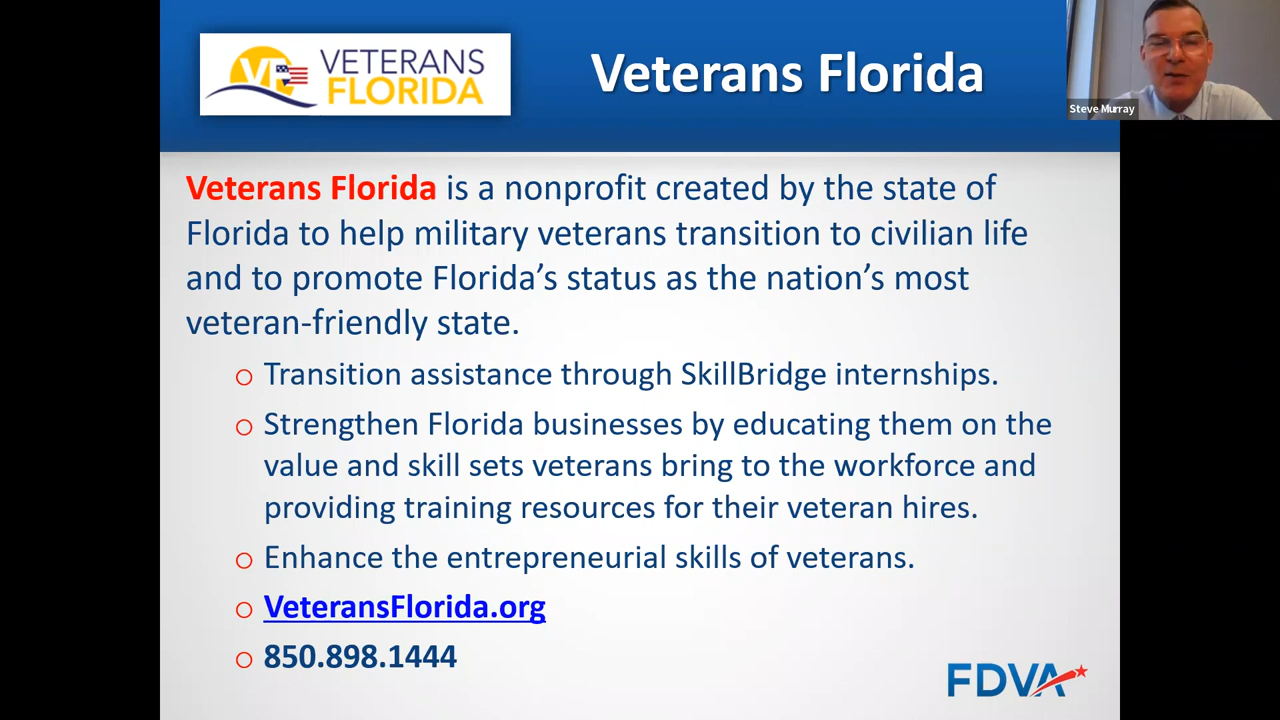 VETERANS
FLORIDA
VF
Veterans Florida
Steve Murray
Veterans Florida is a nonprofit created by the state of
Florida to help military veterans transition to civilian life
and to promote Florida’s status as the nation’s most
veteran-friendly state.
Transition assistance through SkillBridge internships.
Strengthen Florida businesses by educating them on the
value and skill sets veterans bring to the workforce and
providing training resources for their veteran hires.
Enhance the entrepreneurial skills of veterans.
VeteransFlorida.org
850.898.1444
FDVA